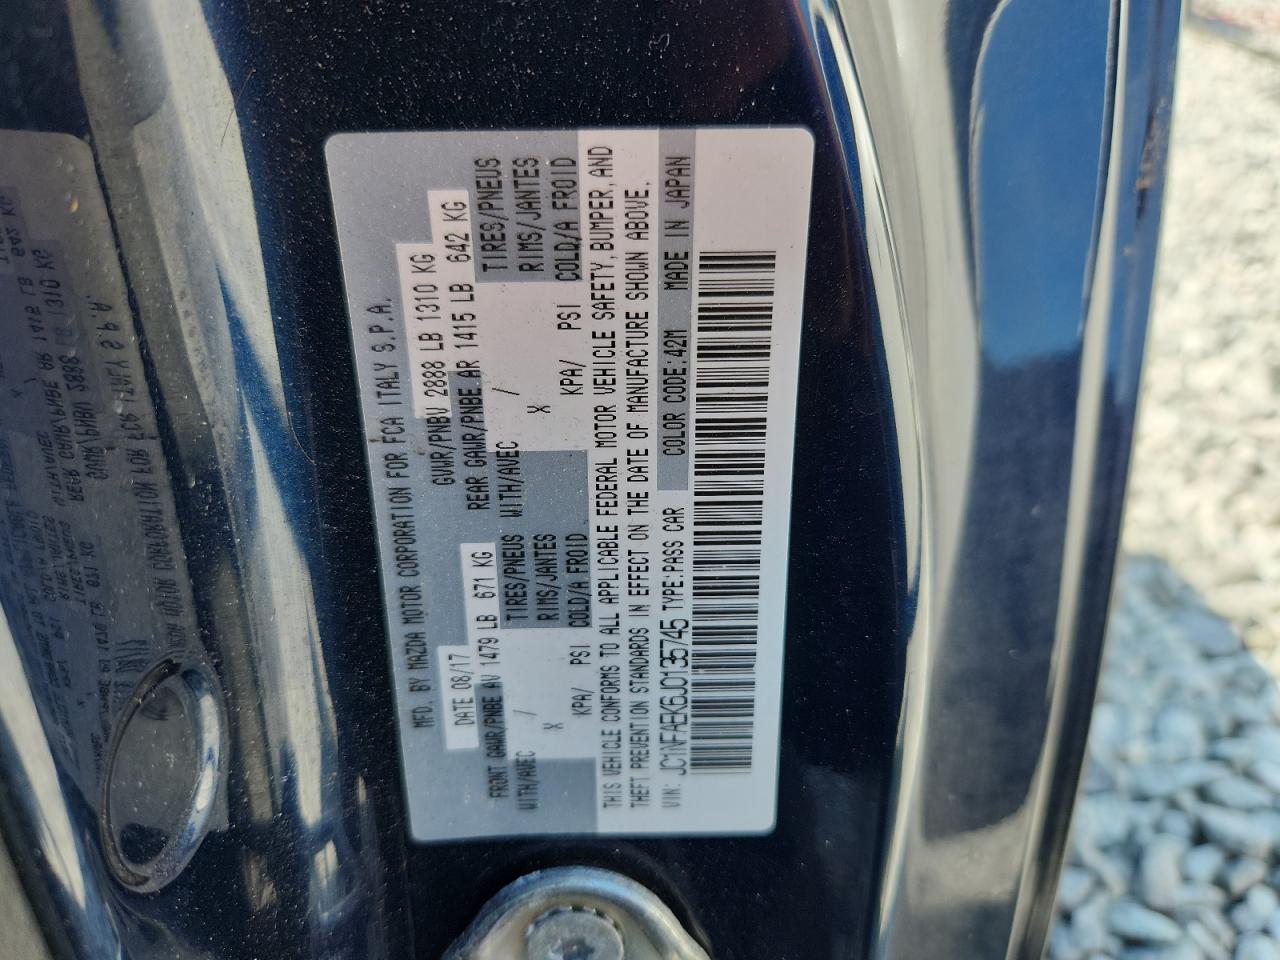 MFD. BY MAZDA MOTOR CORPORATION FOR FCA ITALY S.P.A.
DATE 08/17 GVWR/PNBV 2888 LB 1310 KG
FRONT GAWR/PNBE AV 1479 LB 671 KG REAR GAWR/PNBE AR 1415 LB 642 KG
WITH/AVEC / TIRES/PNEUS WITH/AVEC / TIRES/PNEUS
X RIMS/JANTES X RIMS/JANTES
KPA/ PSI COLD/A FROID KPA/ PSI COLD/A FROID
THIS VEHICLE CONFORMS TO ALL APPLICABLE FEDERAL MOTOR VEHICLE SAFETY, BUMPER, AND
THEFT PREVENTION STANDARDS IN EFFECT ON THE DATE OF MANUFACTURE SHOWN ABOVE.
VIN: JC1NFAEK6J0136745 TYPE: PASS CAR COLOR CODE: 42M MADE IN JAPAN